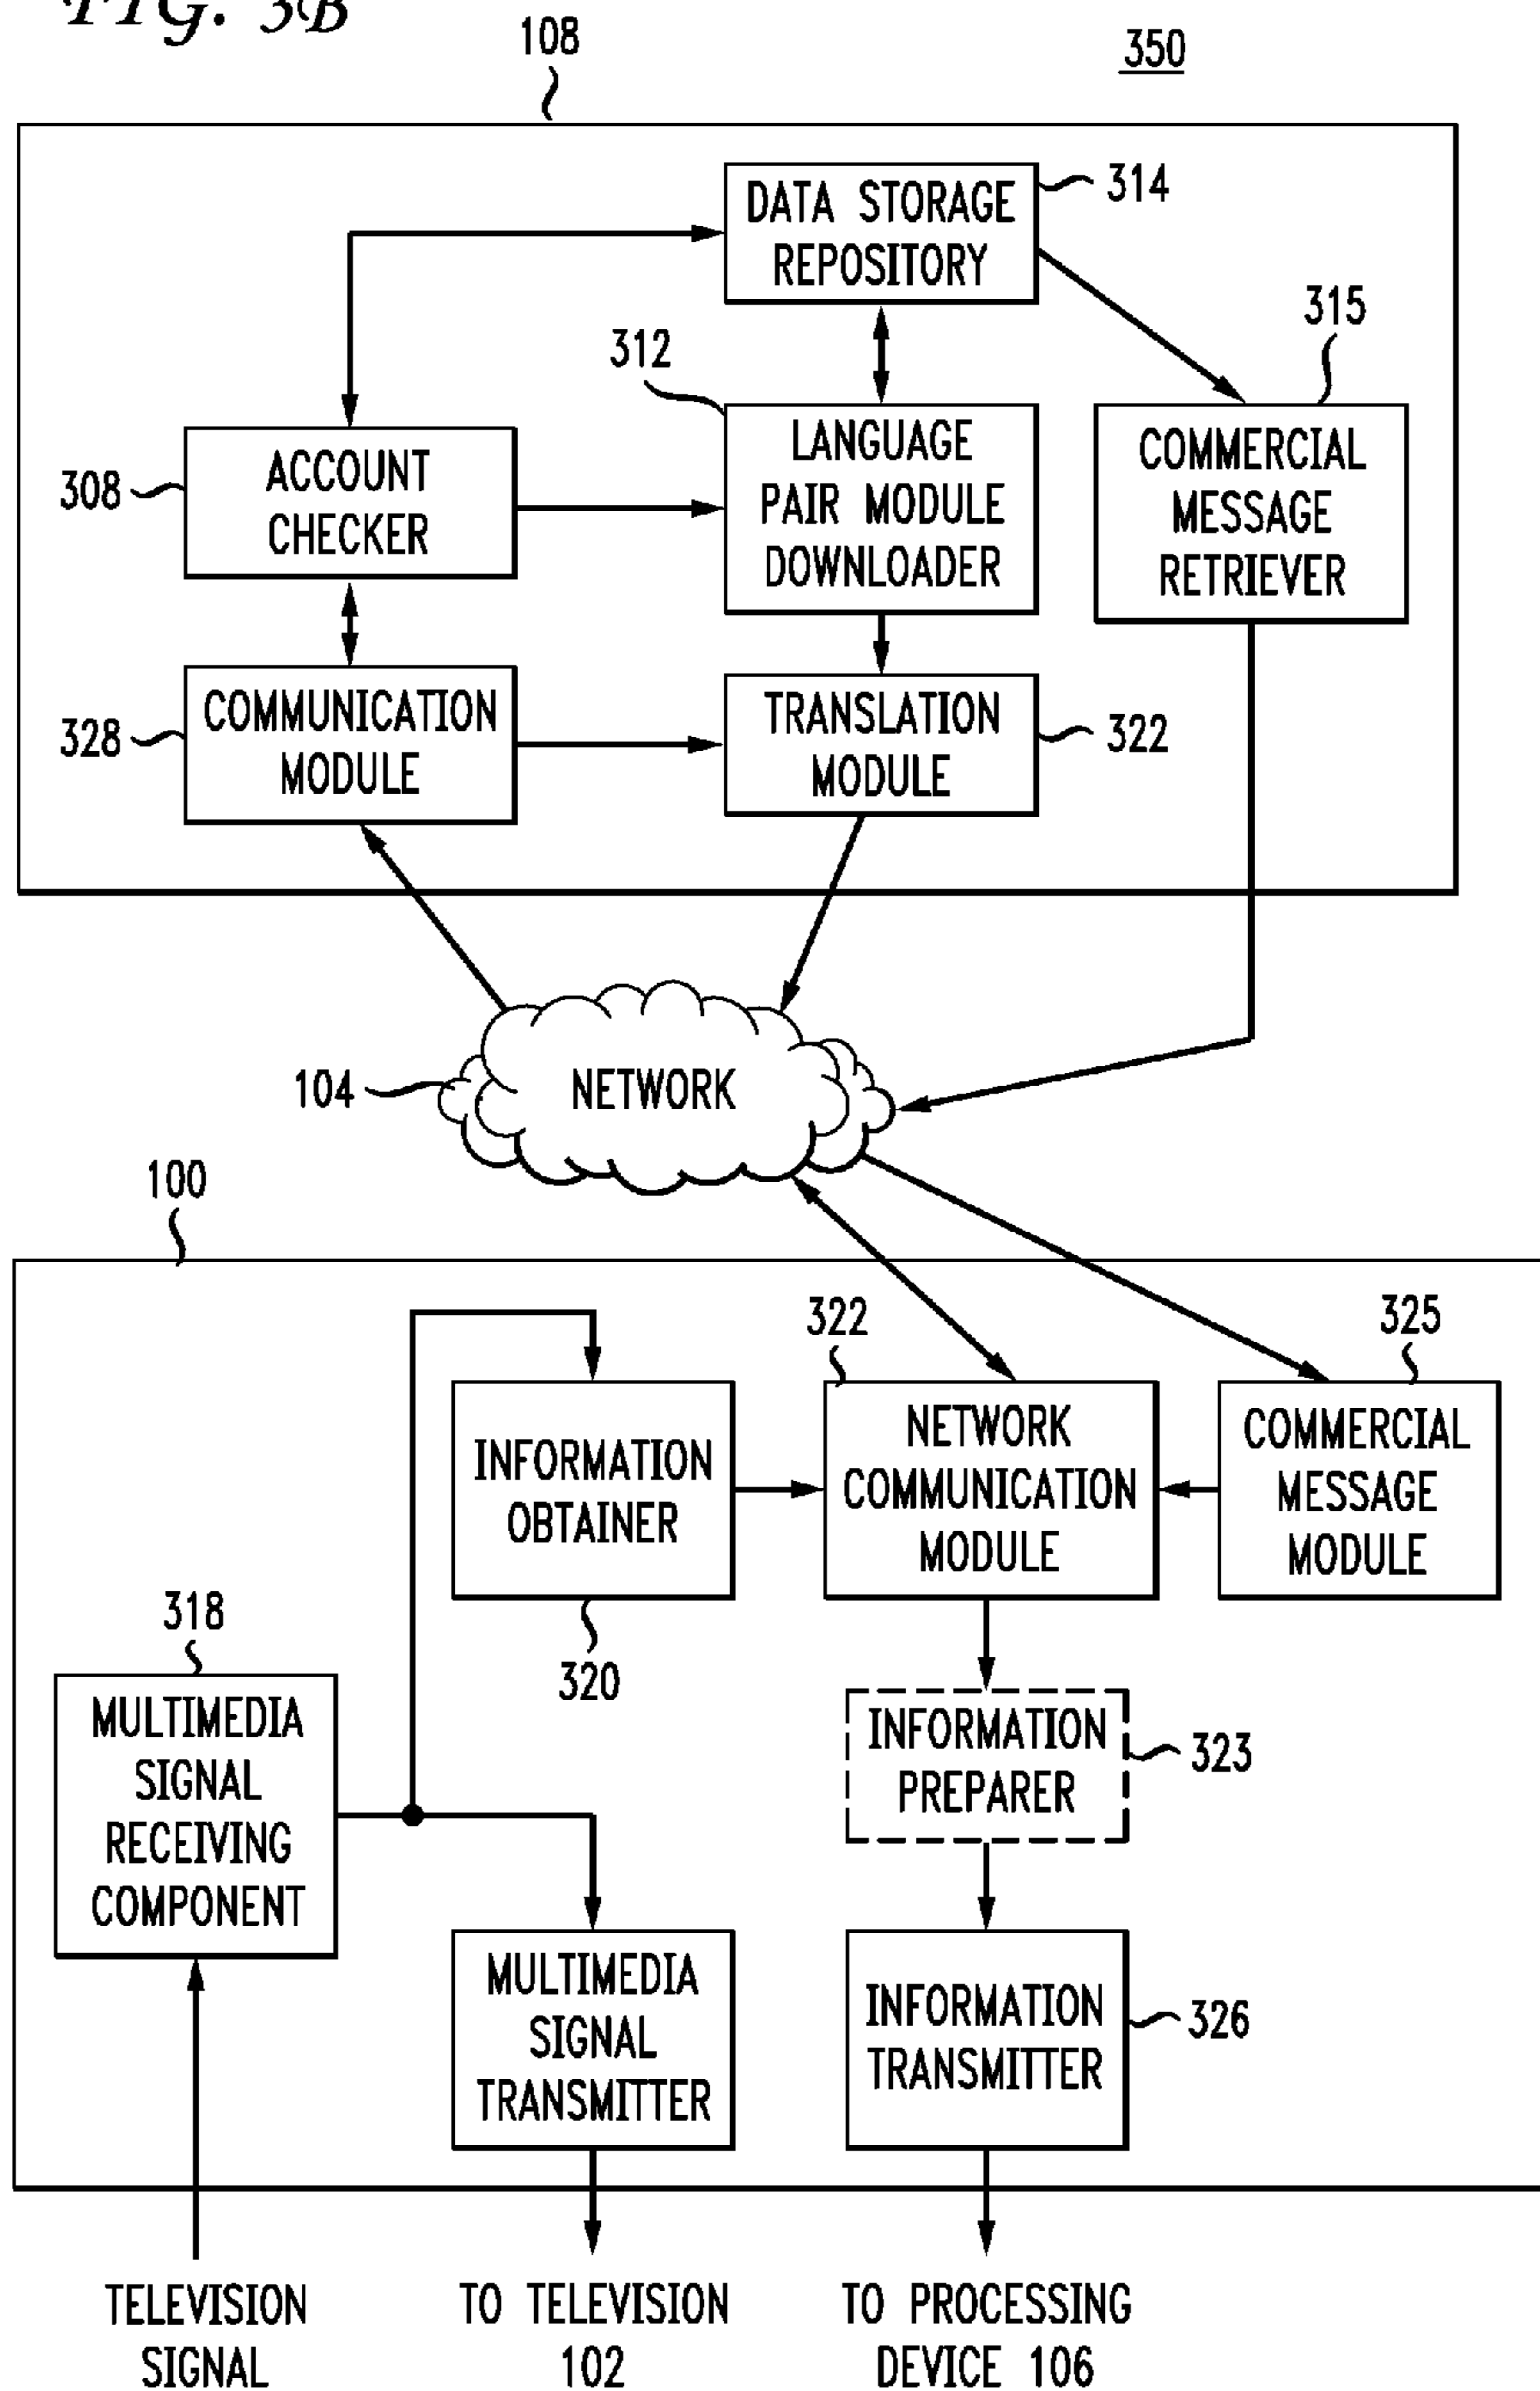 FIG. 3B
108
350
DATA STORAGE
REPOSITORY
314
315
312
LANGUAGE
PAIR MODULE
DOWNLOADER
COMMERCIAL
MESSAGE
RETRIEVER
308
ACCOUNT
CHECKER
328
COMMUNICATION
MODULE
TRANSLATION
MODULE
322
104
NETWORK
100
322
325
INFORMATION
OBTAINER
NETWORK
COMMUNICATION
MODULE
COMMERCIAL
MESSAGE
MODULE
318
320
MULTIMEDIA
SIGNAL
RECEIVING
COMPONENT
INFORMATION
PREPARER
323
MULTIMEDIA
SIGNAL
TRANSMITTER
INFORMATION
TRANSMITTER
326
TELEVISION
SIGNAL
TO TELEVISION
102
TO PROCESSING
DEVICE 106